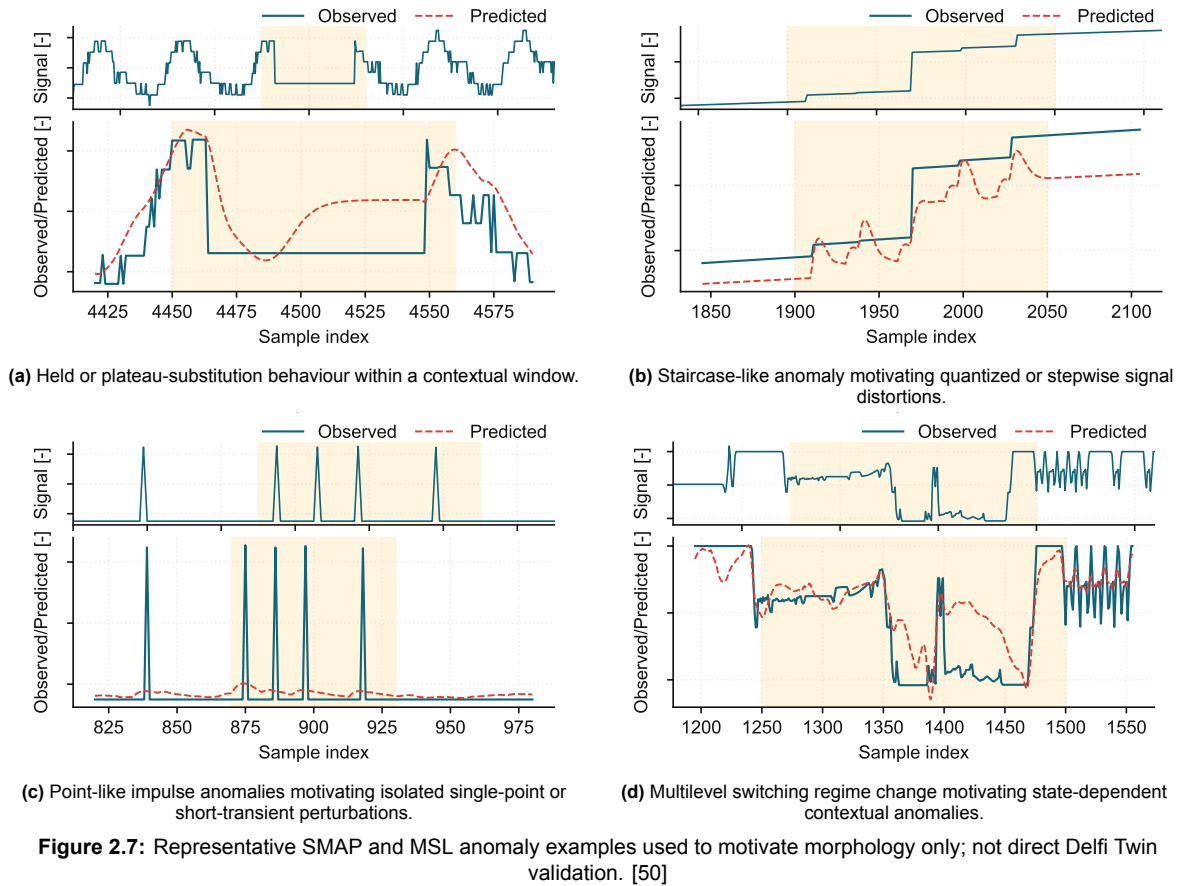 Observed Predicted
Signal [-]
Observed/Predicted [-]
4425 4450 4475 4500 4525 4550 4575
Sample index
(a) Held or plateau-substitution behaviour within a contextual window.
Observed Predicted
Signal [-]
Observed/Predicted [-]
1850 1900 1950 2000 2050 2100
Sample index
(b) Staircase-like anomaly motivating quantized or stepwise signal
distortions.
Observed Predicted
Signal [-]
Observed/Predicted [-]
825 850 875 900 925 950 975
Sample index
(c) Point-like impulse anomalies motivating isolated single-point or
short-transient perturbations.
Observed Predicted
Signal [-]
Observed/Predicted [-]
1200 1250 1300 1350 1400 1450 1500 1550
Sample index
(d) Multilevel switching regime change motivating state-dependent
contextual anomalies.
Figure 2.7: Representative SMAP and MSL anomaly examples used to motivate morphology only; not direct Delfi Twin
validation. [50]